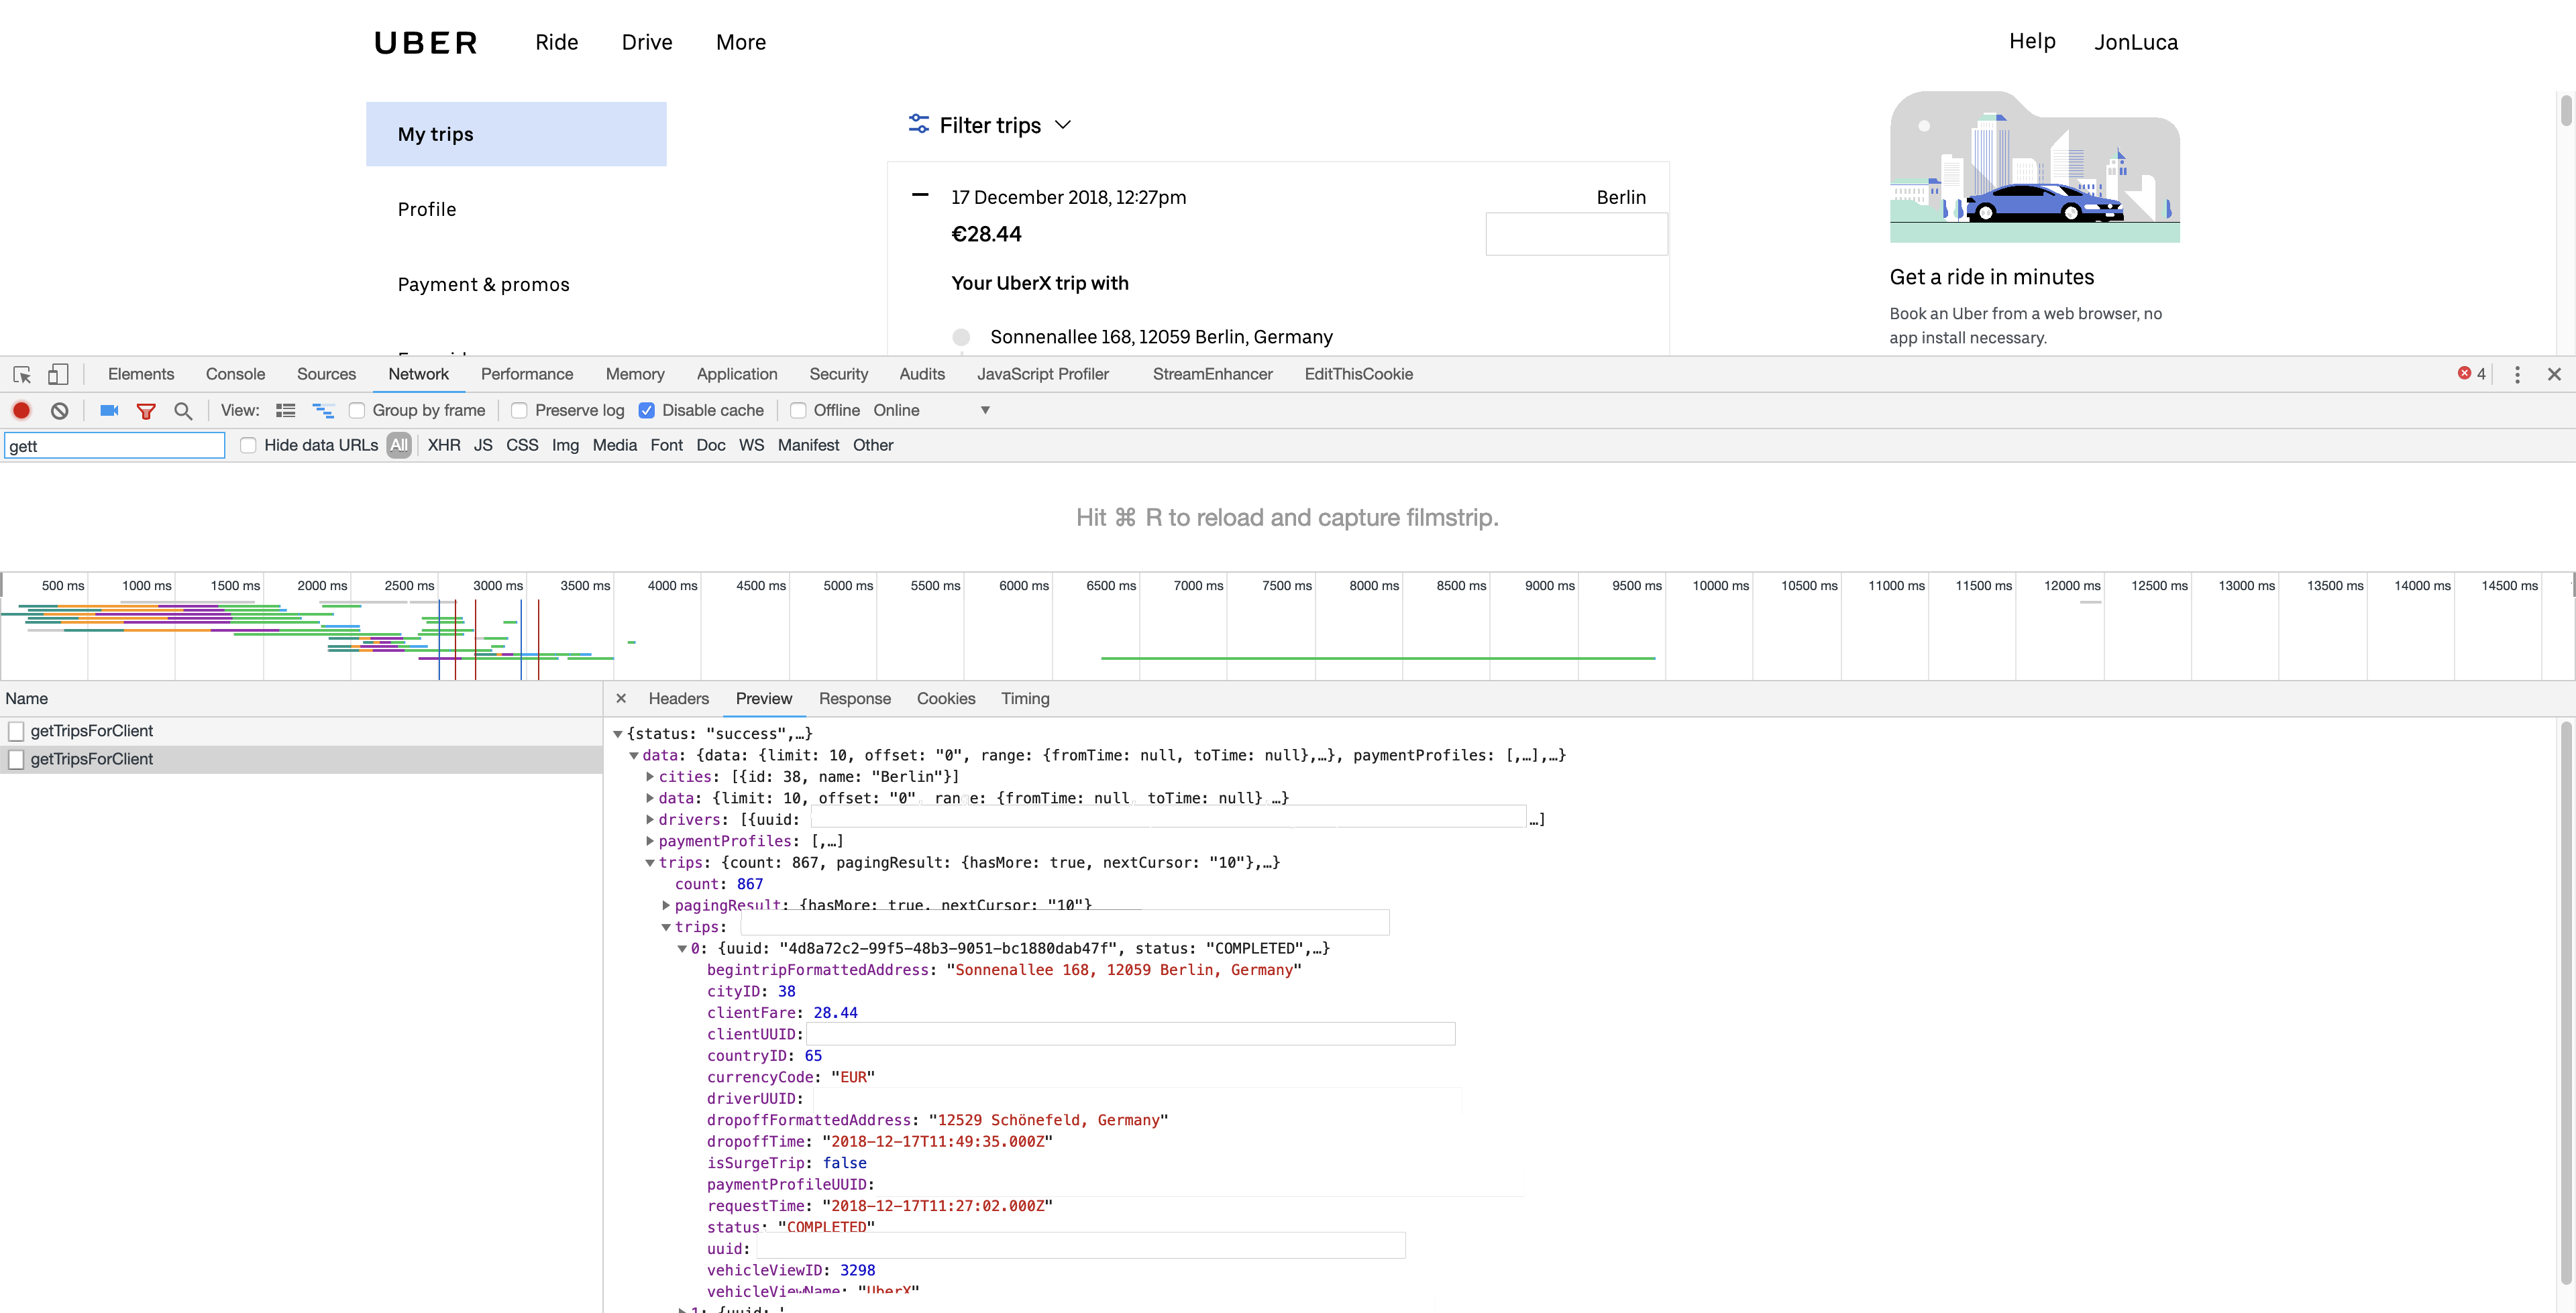 UBER Ride Drive More Help JonLuca
My trips
Profile
Payment & promos
Filter trips
17 December 2018, 12:27pm Berlin
€28.44
Your UberX trip with
Sonnenallee 168, 12059 Berlin, Germany
Get a ride in minutes
Book an Uber from a web browser, no
app install necessary.
Elements Console Sources Network Performance Memory Application Security Audits JavaScript Profiler StreamEnhancer EditThisCookie 4
View: Group by frame Preserve log Disable cache Offline Online
gett Hide data URLs All XHR JS CSS Img Media Font Doc WS Manifest Other
Hit ⌘ R to reload and capture filmstrip.
500 ms 1000 ms 1500 ms 2000 ms 2500 ms 3000 ms 3500 ms 4000 ms 4500 ms 5000 ms 5500 ms 6000 ms 6500 ms 7000 ms 7500 ms 8000 ms 8500 ms 9000 ms 9500 ms 10000 ms 10500 ms 11000 ms 11500 ms 12000 ms 12500 ms 13000 ms 13500 ms 14000 ms 14500 ms
Name
getTripsForClient
getTripsForClient
× Headers Preview Response Cookies Timing
{status: "success",…}
data: {data: {limit: 10, offset: "0", range: {fromTime: null, toTime: null},…}, paymentProfiles: [,…],…}
cities: [{id: 38, name: "Berlin"}]
data: {limit: 10, offset: "0", range: {fromTime: null, toTime: null},…}
drivers: [{uuid: …]
paymentProfiles: [,…]
trips: {count: 867, pagingResult: {hasMore: true, nextCursor: "10"},…}
count: 867
pagingResult: {hasMore: true, nextCursor: "10"}
trips:
0: {uuid: "4d8a72c2-99f5-48b3-9051-bc1880dab47f", status: "COMPLETED",…}
begintripFormattedAddress: "Sonnenallee 168, 12059 Berlin, Germany"
cityID: 38
clientFare: 28.44
clientUUID:
countryID: 65
currencyCode: "EUR"
driverUUID:
dropoffFormattedAddress: "12529 Schönefeld, Germany"
dropoffTime: "2018-12-17T11:49:35.000Z"
isSurgeTrip: false
paymentProfileUUID:
requestTime: "2018-12-17T11:27:02.000Z"
status: "COMPLETED"
uuid:
vehicleViewID: 3298
vehicleViewName: "UberX"
1: {uuid: '